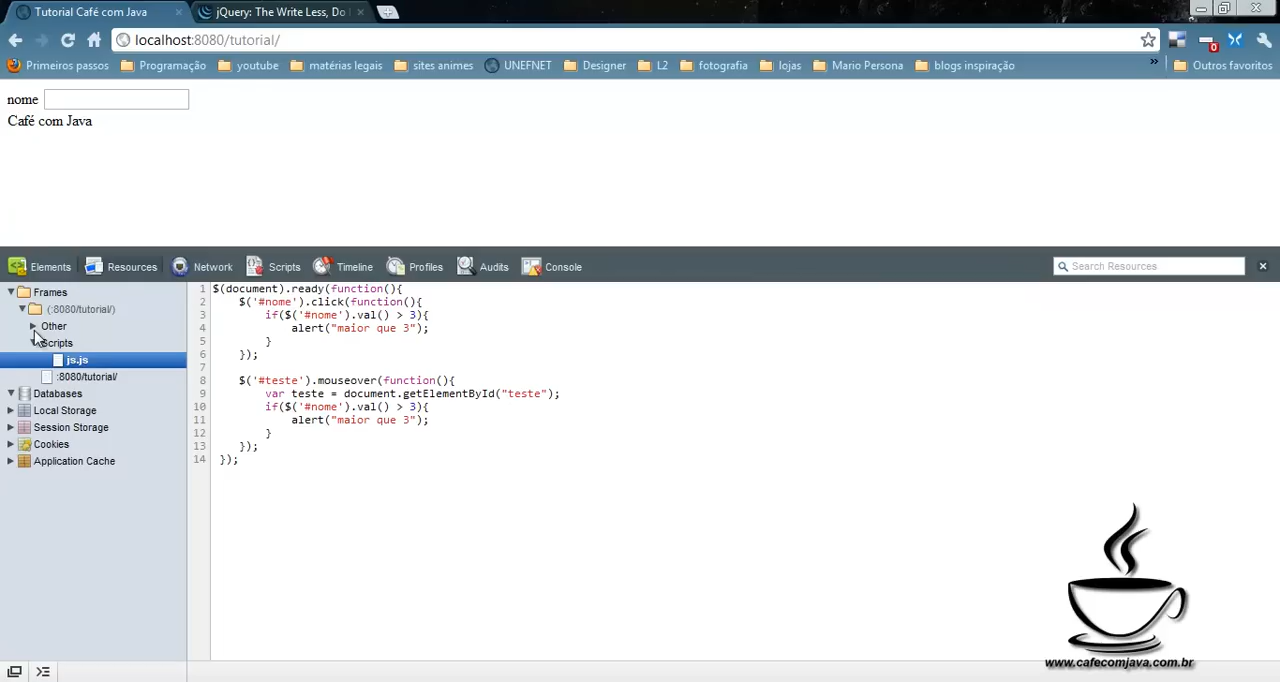 Tutorial Café com Java
jQuery: The Write Less, Do
localhost:8080/tutorial/
Primeiros passos
Programação
youtube
matérias legais
sites animes
UNEFNET
Designer
L2
fotografia
lojas
Mario Persona
blogs inspiração
»
Outros favoritos
0
nome
Café com Java
Elements
Resources
Network
Scripts
Timeline
Profiles
Audits
Console
Search Resources
Frames
(:8080/tutorial/)
Other
Scripts
js.js
:8080/tutorial/
Databases
Local Storage
Session Storage
Cookies
Application Cache
1 $(document).ready(function(){
2 $('#nome').click(function(){
3 if($('#nome').val() > 3){
4 alert("maior que 3");
5 }
6 });
7
8 $('#teste').mouseover(function(){
9 var teste = document.getElementById("teste");
10 if($('#nome').val() > 3){
11 alert("maior que 3");
12 }
13 });
14 });
www.cafecomjava.com.br